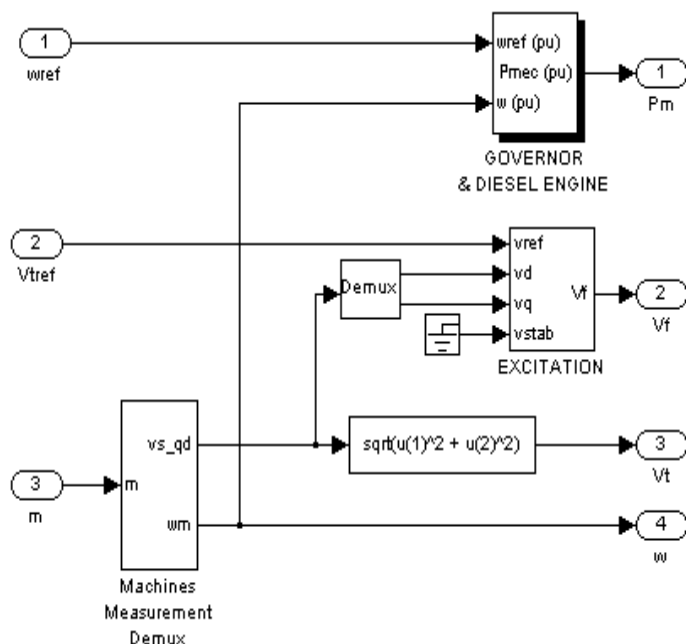 1
wref
wref (pu)
Pmec (pu)
w (pu)
1
Pm
GOVERNOR
& DIESEL ENGINE
2
Vtref
Demux
vref
vd
vq
vstab
Vf
EXCITATION
2
Vf
3
m
m
vs_qd
wm
Machines
Measurement
Demux
sqrt(u(1)^2 + u(2)^2)
3
Vt
4
w